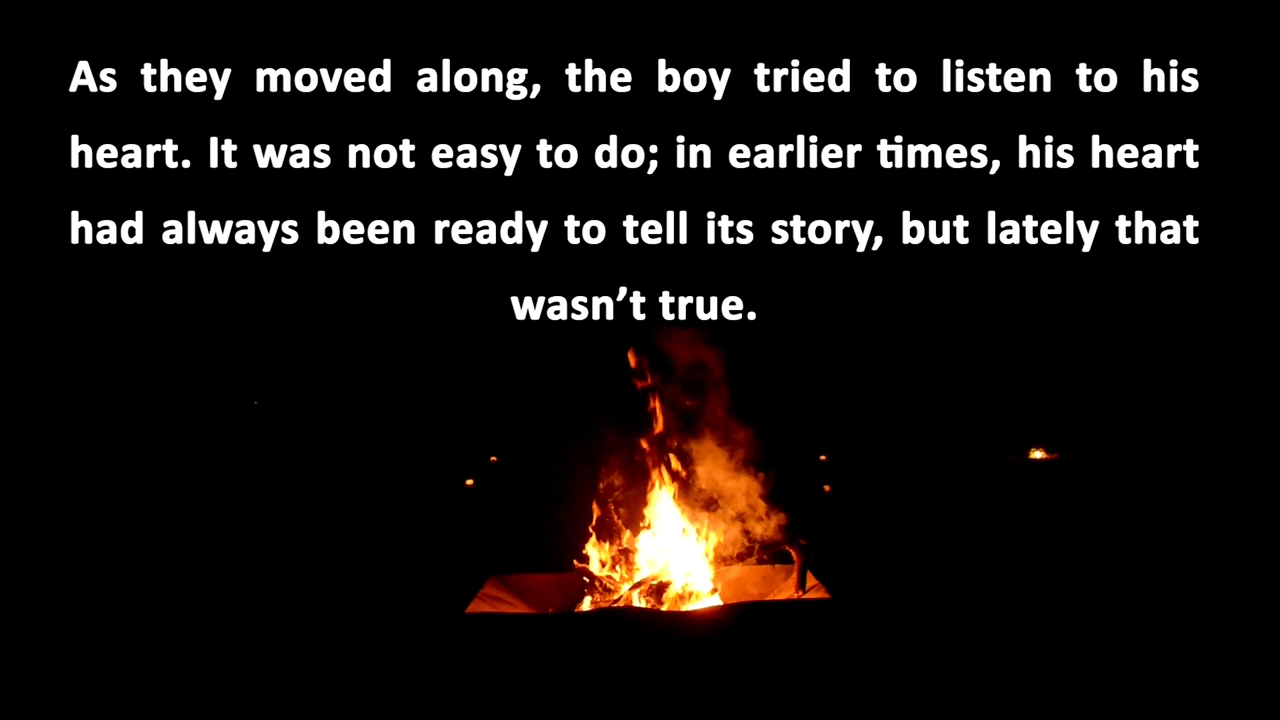 As they moved along, the boy tried to listen to his
heart. It was not easy to do; in earlier times, his heart
had always been ready to tell its story, but lately that
wasn’t true.